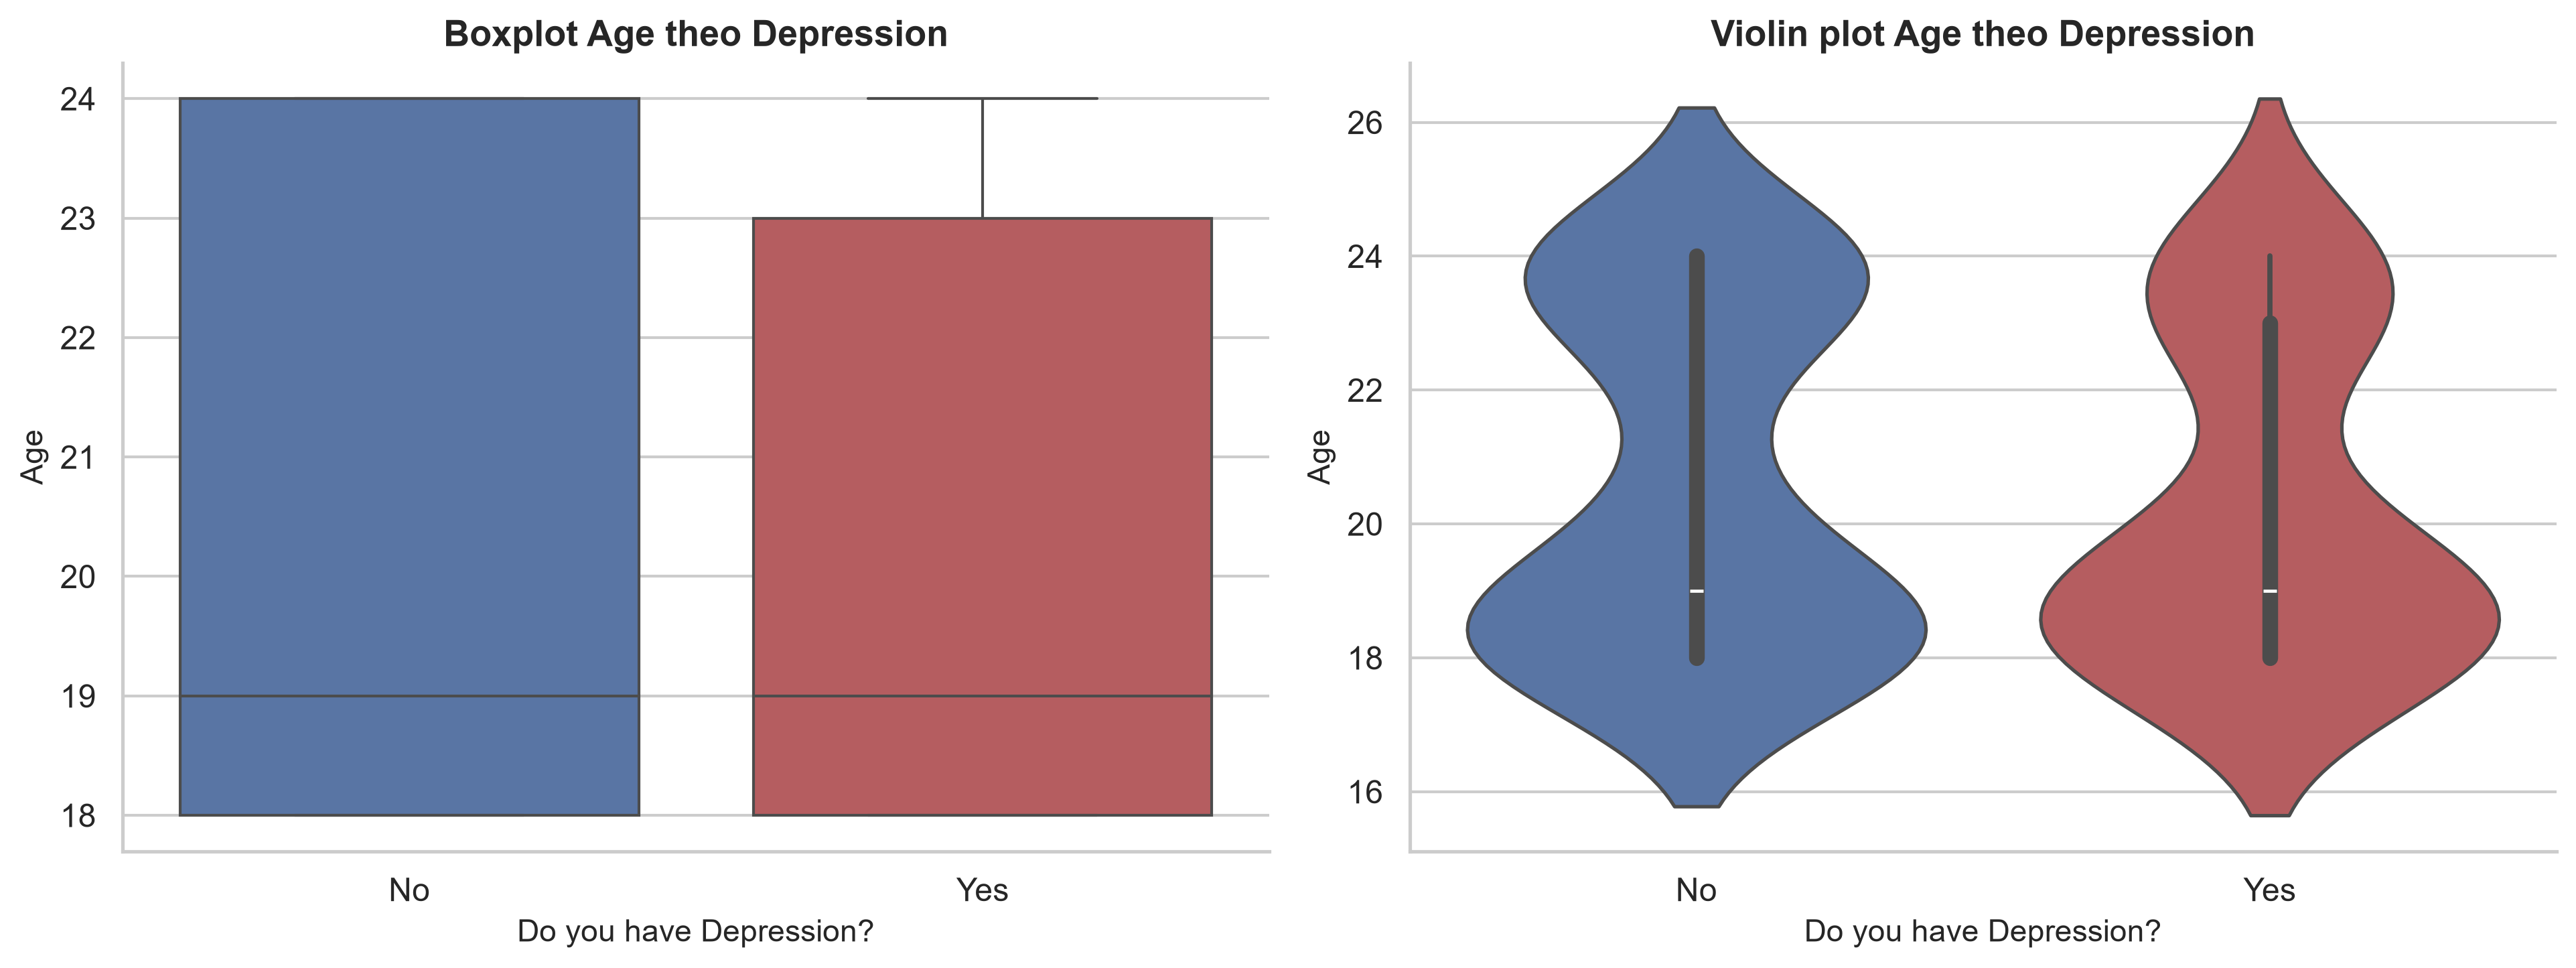 Boxplot Age theo Depression
24
23
22
21
20
19
18
Age
No
Yes
Do you have Depression?
Violin plot Age theo Depression
26
24
22
20
18
16
Age
No
Yes
Do you have Depression?